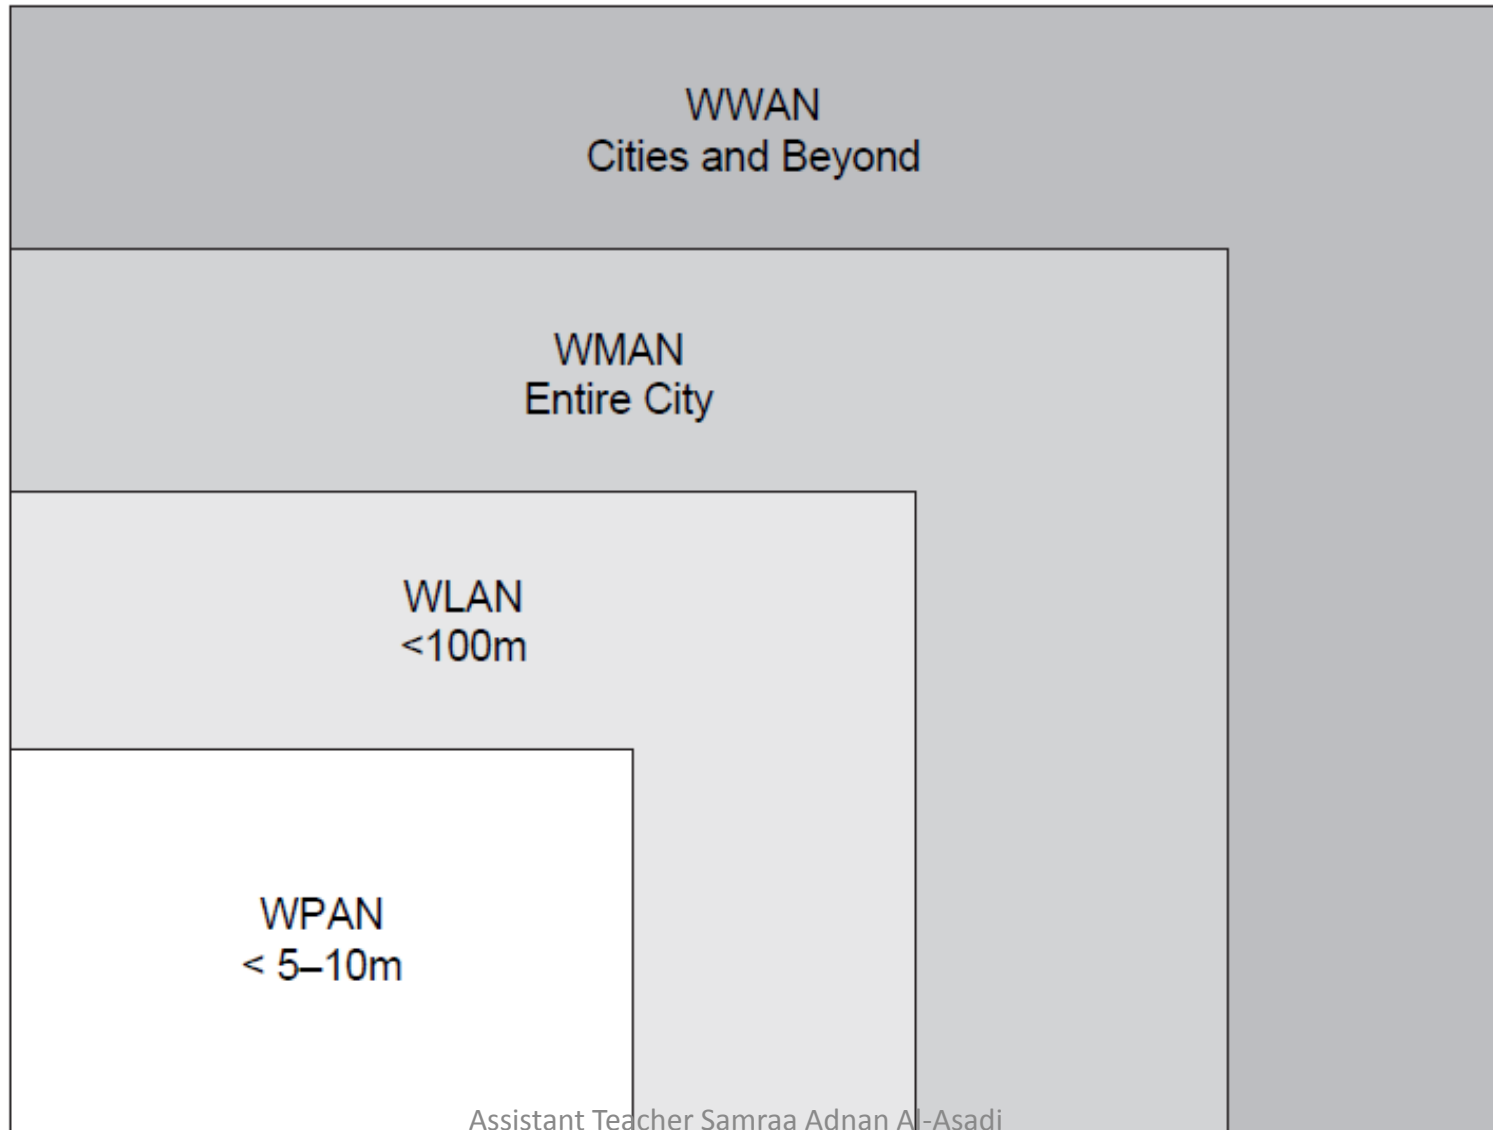 WWAN
Cities and Beyond
WMAN
Entire City
WLAN
<100m
WPAN
< 5–10m
Assistant Teacher Samraa Adnan Al-Asadi